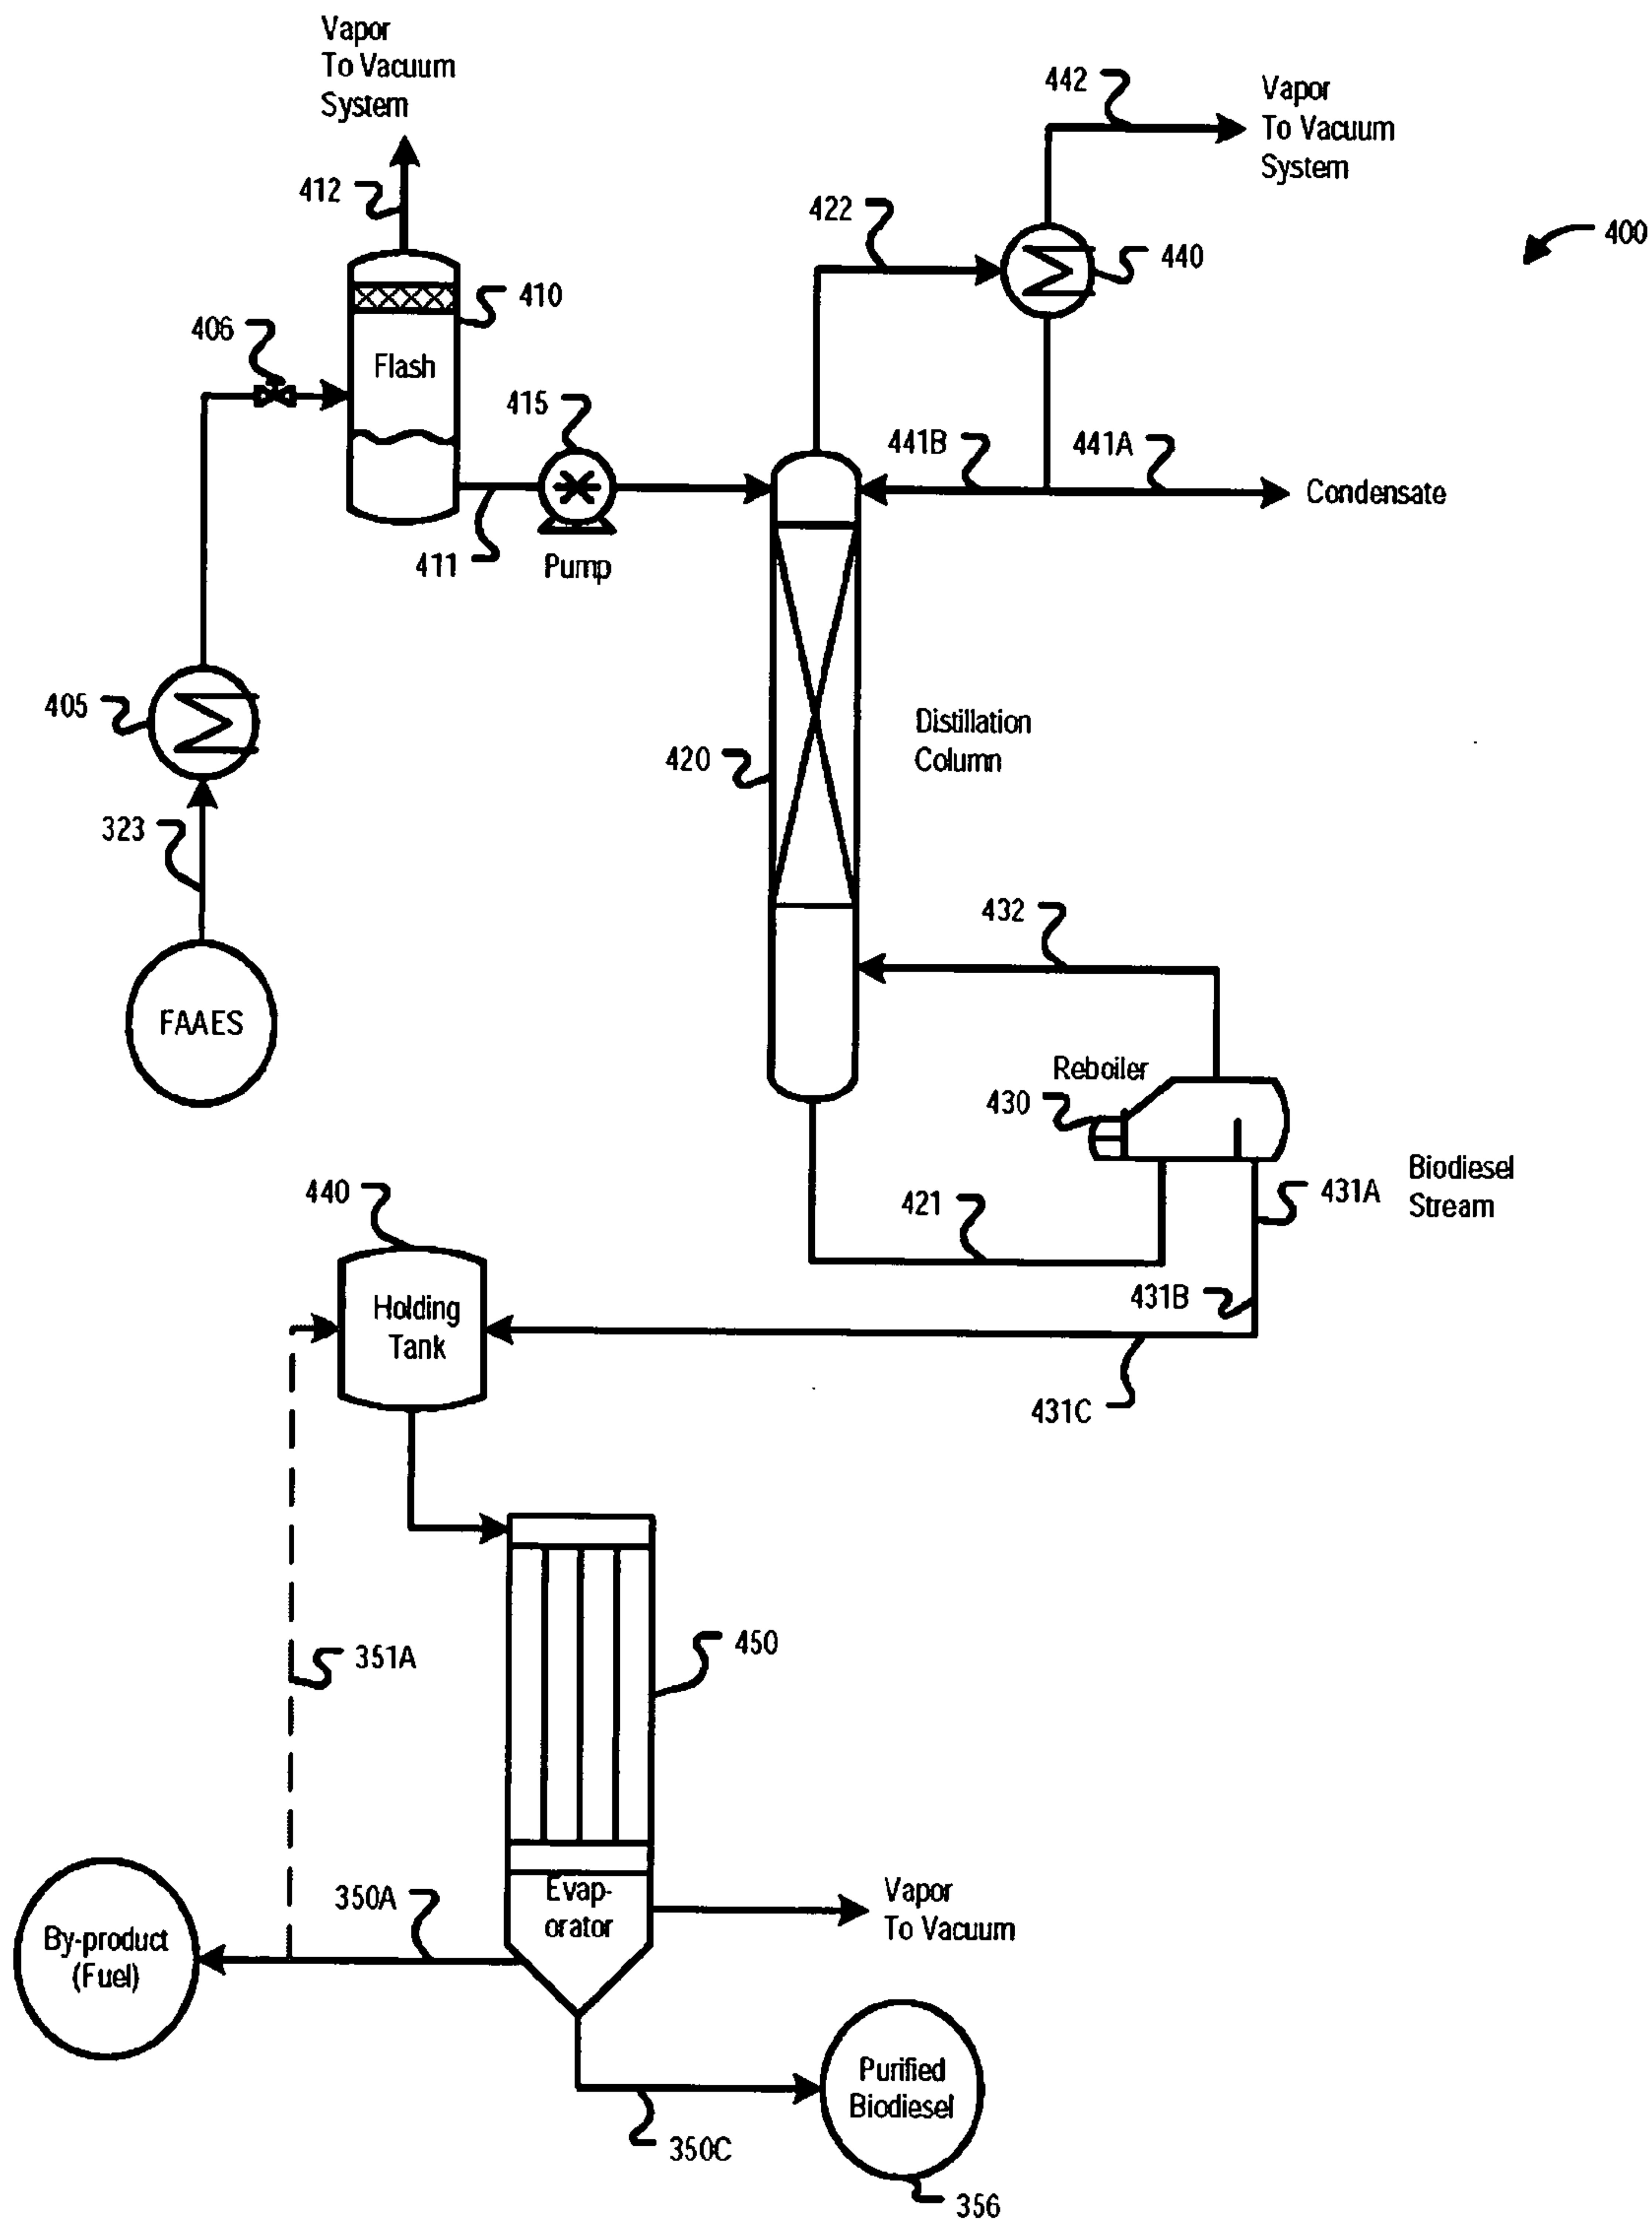 Vapor
To Vacuum
System
442
Vapor
To Vacuum
System
412
422
400
440
410
406
Flash
415
441B
441A
Condensate
411
Pump
405
Distillation
Column
420
323
432
FAAES
Reboiler
430
Biodiesel
Stream
431A
440
421
431B
Holding
Tank
431C
450
351A
Evap-
orator
350A
Vapor
To Vacuum
By-product
(Fuel)
Purified
Biodiesel
350C
356